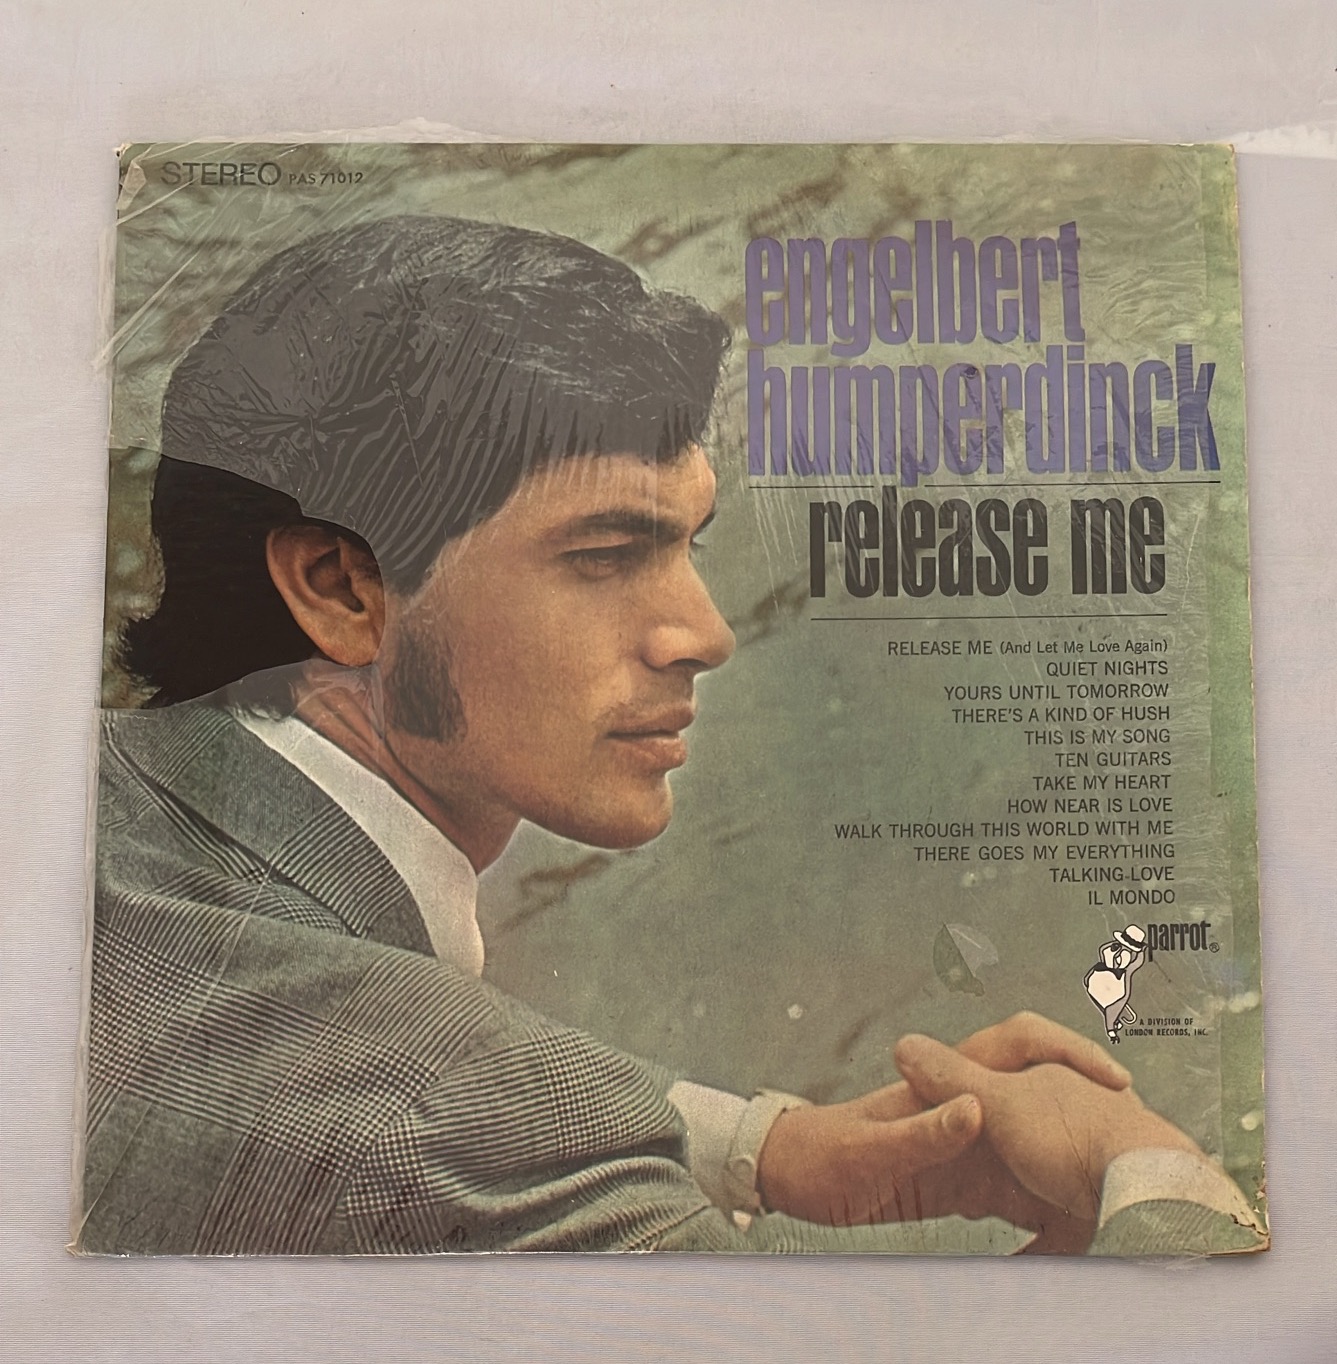 STEREO PAS 71012
engelbert
humperdinck
release me
RELEASE ME (And Let Me Love Again)
QUIET NIGHTS
YOURS UNTIL TOMORROW
THERE'S A KIND OF HUSH
THIS IS MY SONG
TEN GUITARS
TAKE MY HEART
HOW NEAR IS LOVE
WALK THROUGH THIS WORLD WITH ME
THERE GOES MY EVERYTHING
TALKING LOVE
IL MONDO
parrot®
A DIVISION OF
LONDON RECORDS, INC.